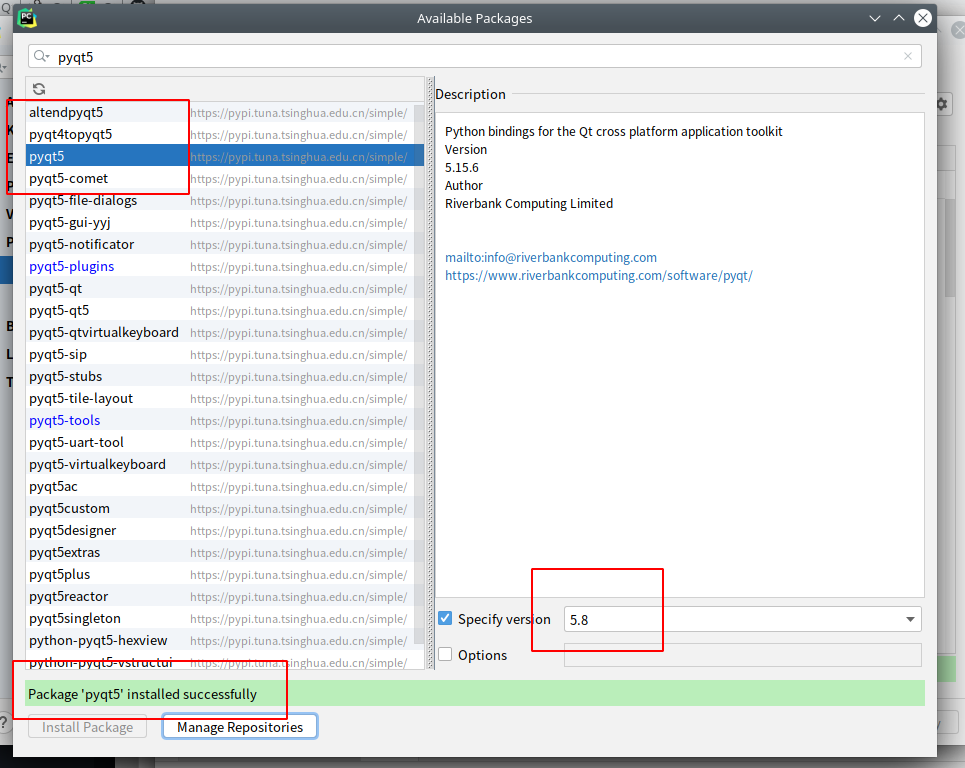 PC
Available Packages
pyqt5
Description
altendpyqt5 https://pypi.tuna.tsinghua.edu.cn/simple/
pyqt4topyqt5 https://pypi.tuna.tsinghua.edu.cn/simple/
pyqt5 https://pypi.tuna.tsinghua.edu.cn/simple/
pyqt5-comet https://pypi.tuna.tsinghua.edu.cn/simple/
pyqt5-file-dialogs https://pypi.tuna.tsinghua.edu.cn/simple/
pyqt5-gui-yyj https://pypi.tuna.tsinghua.edu.cn/simple/
pyqt5-notificator https://pypi.tuna.tsinghua.edu.cn/simple/
pyqt5-plugins https://pypi.tuna.tsinghua.edu.cn/simple/
pyqt5-qt https://pypi.tuna.tsinghua.edu.cn/simple/
pyqt5-qt5 https://pypi.tuna.tsinghua.edu.cn/simple/
pyqt5-qtvirtualkeyboard https://pypi.tuna.tsinghua.edu.cn/simple/
pyqt5-sip https://pypi.tuna.tsinghua.edu.cn/simple/
pyqt5-stubs https://pypi.tuna.tsinghua.edu.cn/simple/
pyqt5-tile-layout https://pypi.tuna.tsinghua.edu.cn/simple/
pyqt5-tools https://pypi.tuna.tsinghua.edu.cn/simple/
pyqt5-uart-tool https://pypi.tuna.tsinghua.edu.cn/simple/
pyqt5-virtualkeyboard https://pypi.tuna.tsinghua.edu.cn/simple/
pyqt5ac https://pypi.tuna.tsinghua.edu.cn/simple/
pyqt5custom https://pypi.tuna.tsinghua.edu.cn/simple/
pyqt5designer https://pypi.tuna.tsinghua.edu.cn/simple/
pyqt5extras https://pypi.tuna.tsinghua.edu.cn/simple/
pyqt5plus https://pypi.tuna.tsinghua.edu.cn/simple/
pyqt5reactor https://pypi.tuna.tsinghua.edu.cn/simple/
pyqt5singleton https://pypi.tuna.tsinghua.edu.cn/simple/
python-pyqt5-hexview https://pypi.tuna.tsinghua.edu.cn/simple/
python-pyqt5-vstructui https://pypi.tuna.tsinghua.edu.cn/simple/
Python bindings for the Qt cross platform application toolkit
Version
5.15.6
Author
Riverbank Computing Limited
mailto:info@riverbankcomputing.com
https://www.riverbankcomputing.com/software/pyqt/
Specify version 5.8
Options
Package 'pyqt5' installed successfully
Install Package
Manage Repositories